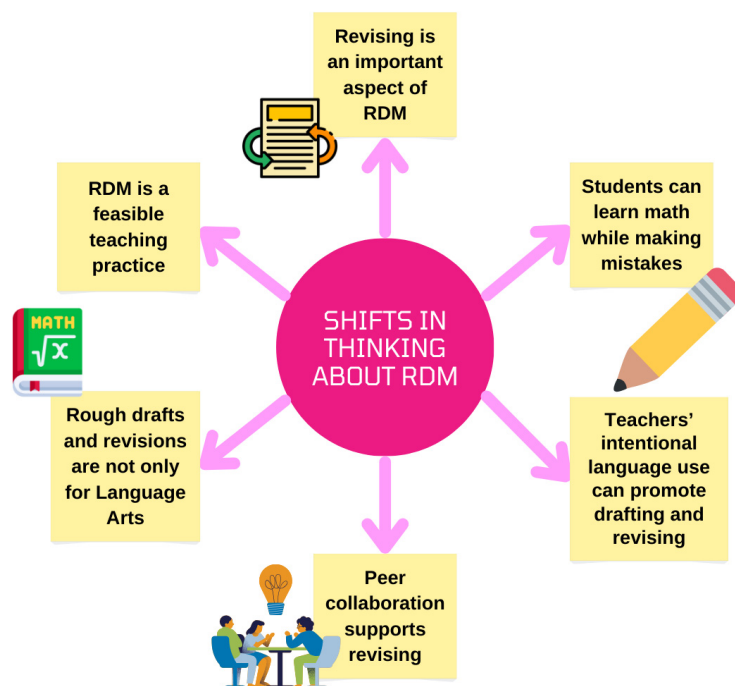 Revising is
an important
aspect of
RDM
RDM is a
feasible
teaching
practice
Students can
learn math
while making
mistakes
SHIFTS IN
THINKING
ABOUT RDM
MATH
√x
Rough drafts
and revisions
are not only
for Language
Arts
Teachers’
intentional
language use
can promote
drafting and
revising
Peer
collaboration
supports
revising